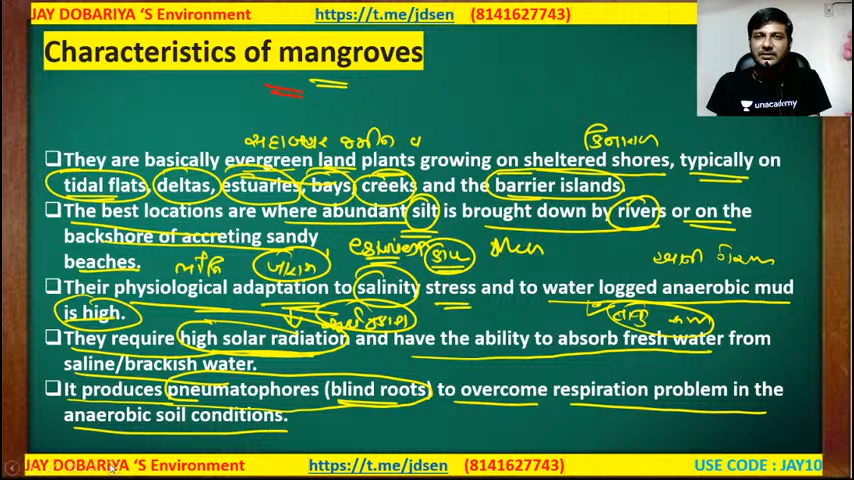 JAY DOBARIYA ‘S Environment https://t.me/jdsen (8141627743)
Characteristics of mangroves
unacademy
❑They are basically evergreen land plants growing on sheltered shores, typically on
tidal flats, deltas, estuaries, bays, creeks and the barrier islands.
❑The best locations are where abundant silt is brought down by rivers or on the
backshore of accreting sandy
beaches.
❑Their physiological adaptation to salinity stress and to water logged anaerobic mud
is high.
❑They require high solar radiation and have the ability to absorb fresh water from
saline/brackish water.
❑It produces pneumatophores (blind roots) to overcome respiration problem in the
anaerobic soil conditions.
JAY DOBARIYA ‘S Environment https://t.me/jdsen (8141627743) USE CODE : JAY10